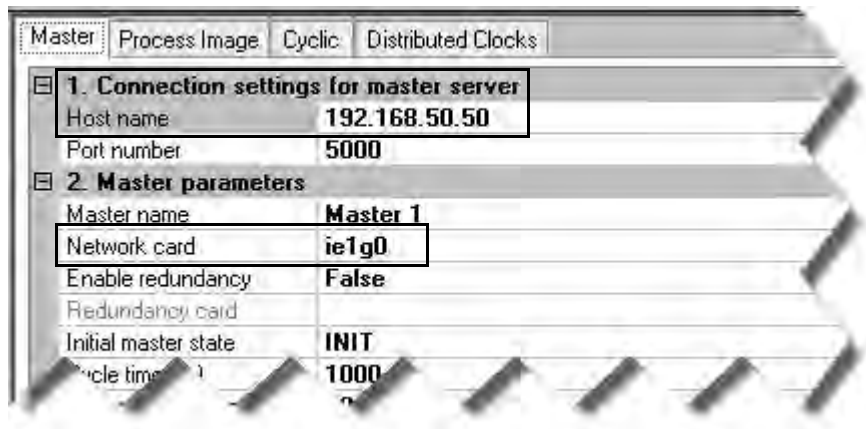 Master Process Image Cyclic Distributed Clocks
1. Connection settings for master server
Host name 192.168.50.50
Port number 5000
2. Master parameters
Master name Master 1
Network card ie1g0
Enable redundancy False
Redundancy card
Initial master state INIT
1000